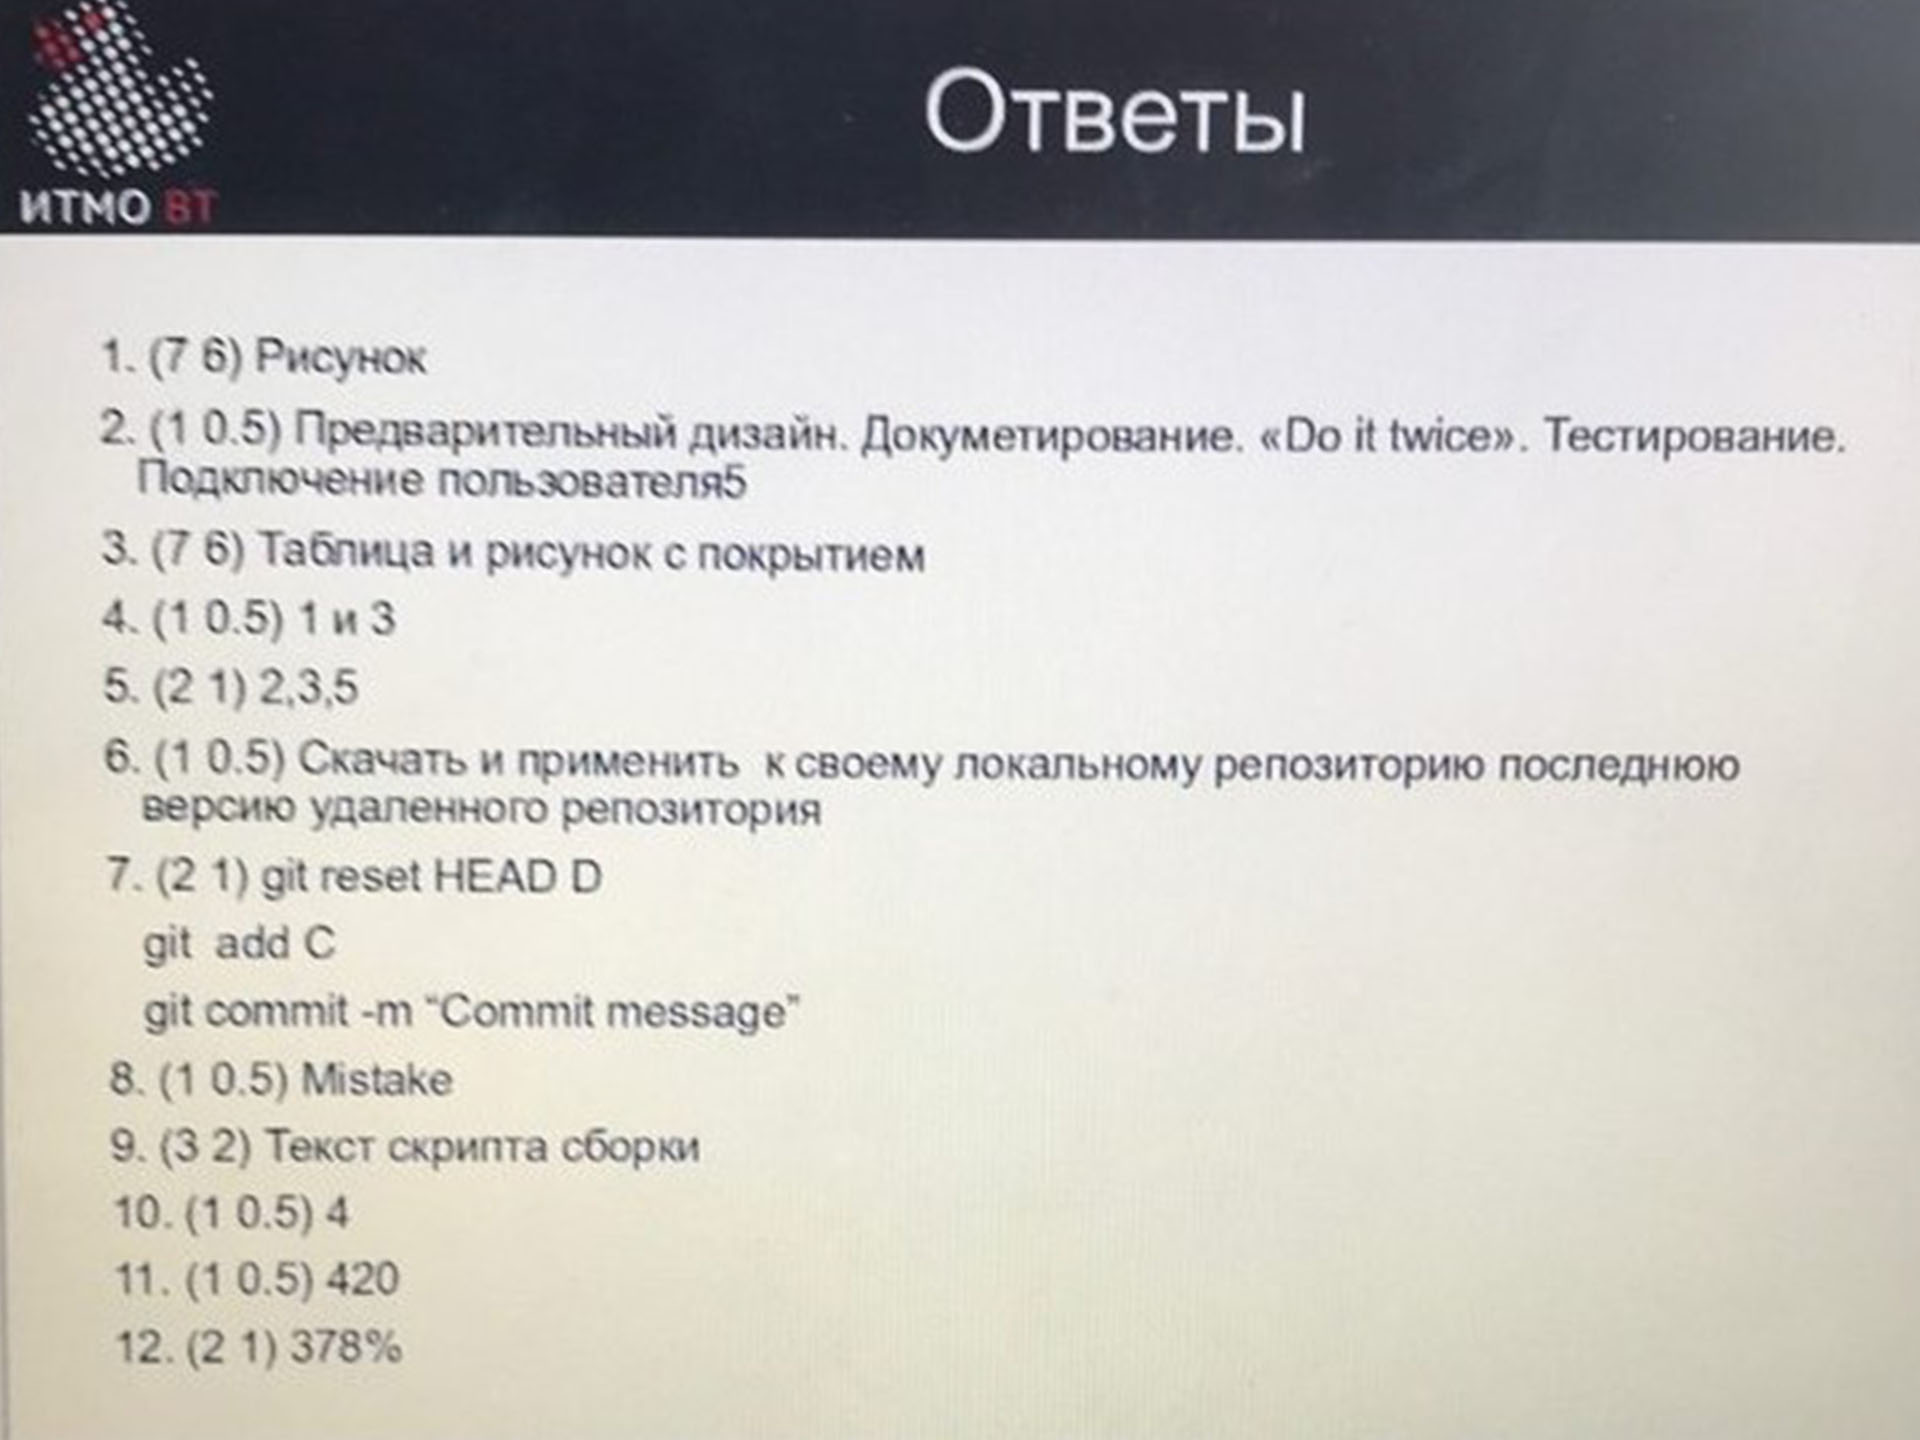 ИТМО ВТ
Ответы
1. (7 6) Рисунок
2. (1 0.5) Предварительный дизайн. Докуметирование. «Do it twice». Тестирование.
Подключение пользователя5
3. (7 6) Таблица и рисунок с покрытием
4. (1 0.5) 1 и 3
5. (2 1) 2,3,5
6. (1 0.5) Скачать и применить к своему локальному репозиторию последнюю
версию удаленного репозитория
7. (2 1) git reset HEAD D
git add C
git commit -m “Commit message”
8. (1 0.5) Mistake
9. (3 2) Текст скрипта сборки
10. (1 0.5) 4
11. (1 0.5) 420
12. (2 1) 378%